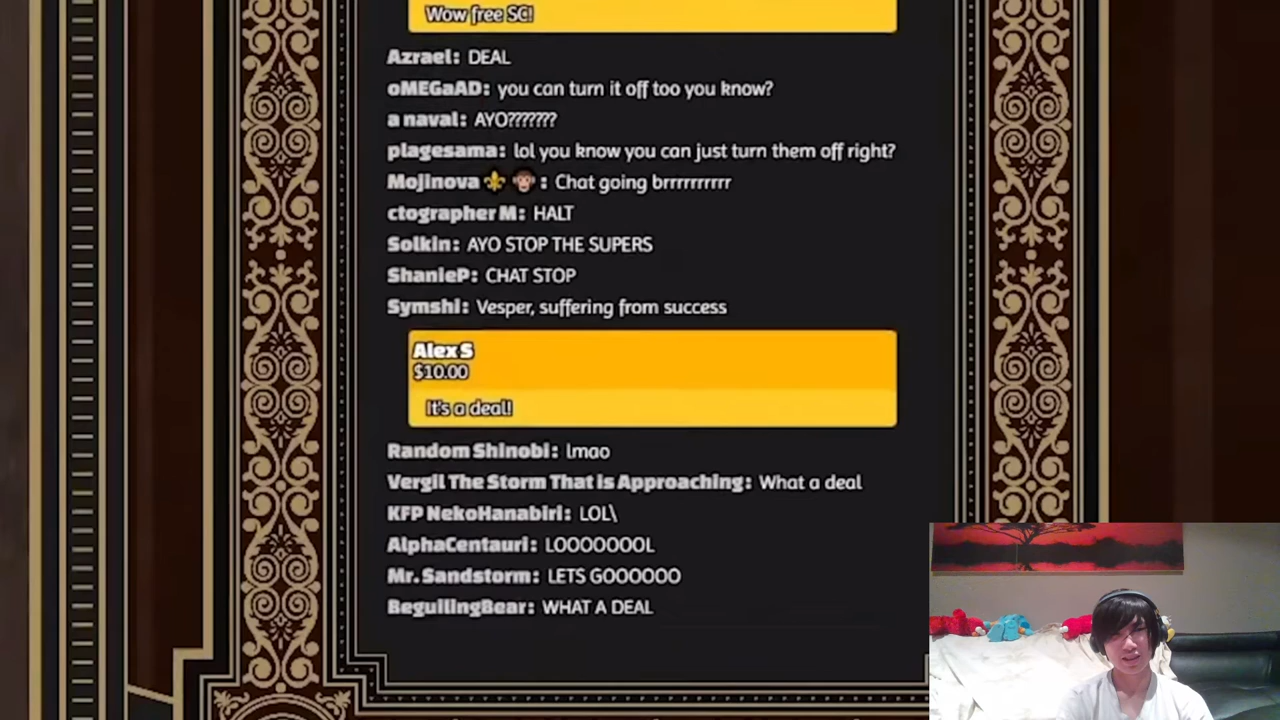 Wow free SC!
Azrael: DEAL
oMEGaAD: you can turn it off too you know?
a naval: AYO???????
plagesama: lol you know you can just turn them off right?
Mojinova ⚜️ 🐵 : Chat going brrrrrrrrrr
ctographer M: HALT
Solkin: AYO STOP THE SUPERS
ShanieP: CHAT STOP
Symshi: Vesper, suffering from success
Alex S
$10.00
It's a deal!
Random Shinobi: lmao
Vergil The Storm That is Approaching: What a deal
KFP NekoHanabiri: LOL\
AlphaCentauri: LOOOOOOOL
Mr. Sandstorm: LETS GOOOOOO
BeguilingBear: WHAT A DEAL